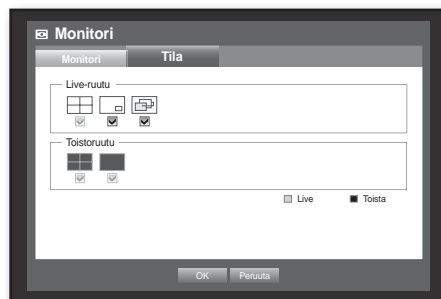 Monitori
Monitori Tila
Live-ruutu
Toistoruutu
Live Toista
OK Peruuta